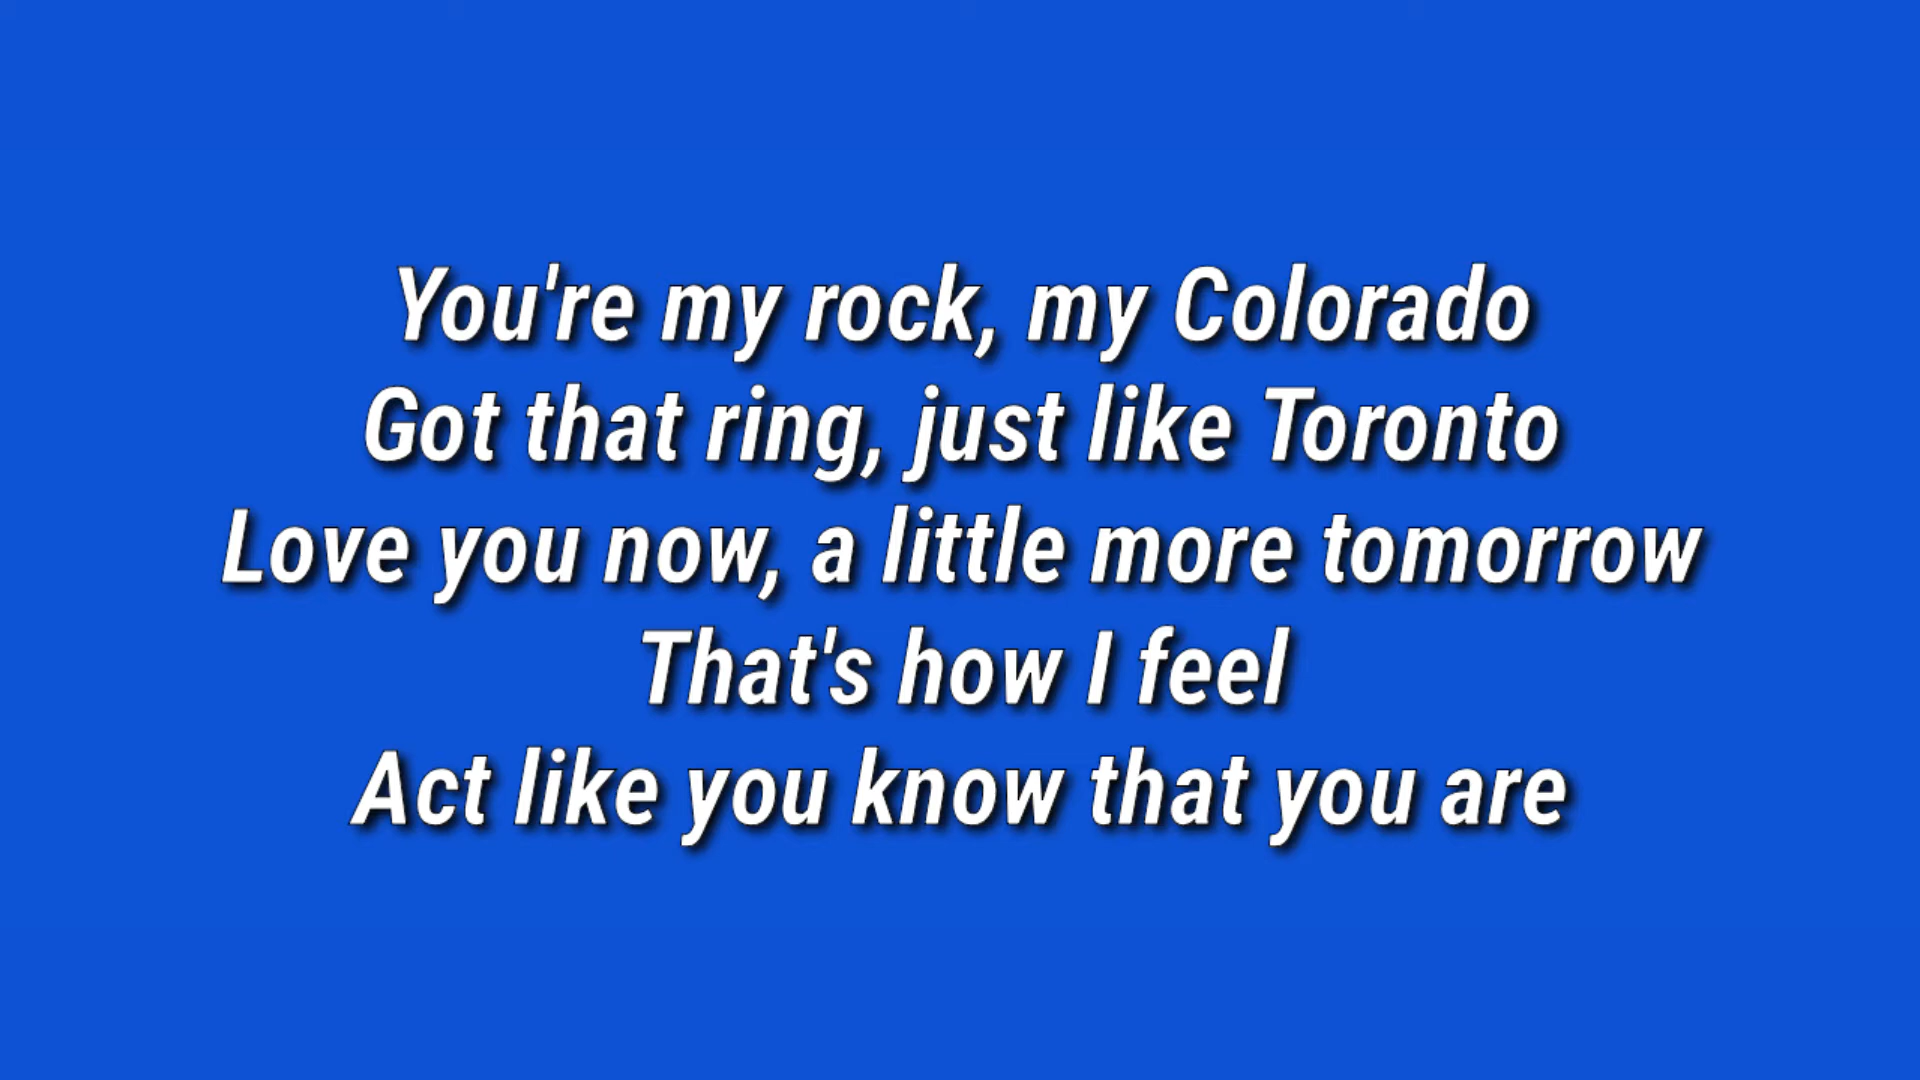 You're my rock, my Colorado
Got that ring, just like Toronto
Love you now, a little more tomorrow
That's how I feel
Act like you know that you are